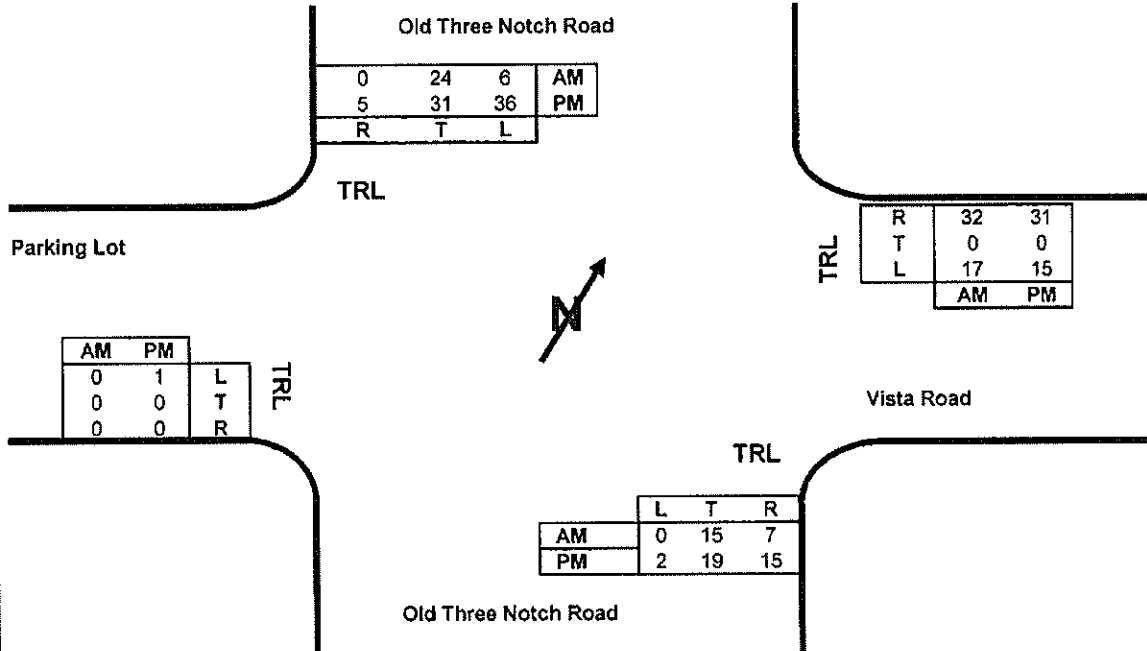 Old Three Notch Road
0 24 6 AM
5 31 36 PM
R T L
TRL
Parking Lot
TRL
R 32 31
T 0 0
L 17 15
AM PM
N
AM PM
0 1 L
0 0 T
0 0 R
TRL
Vista Road
TRL
L T R
AM 0 15 7
PM 2 19 15
Old Three Notch Road